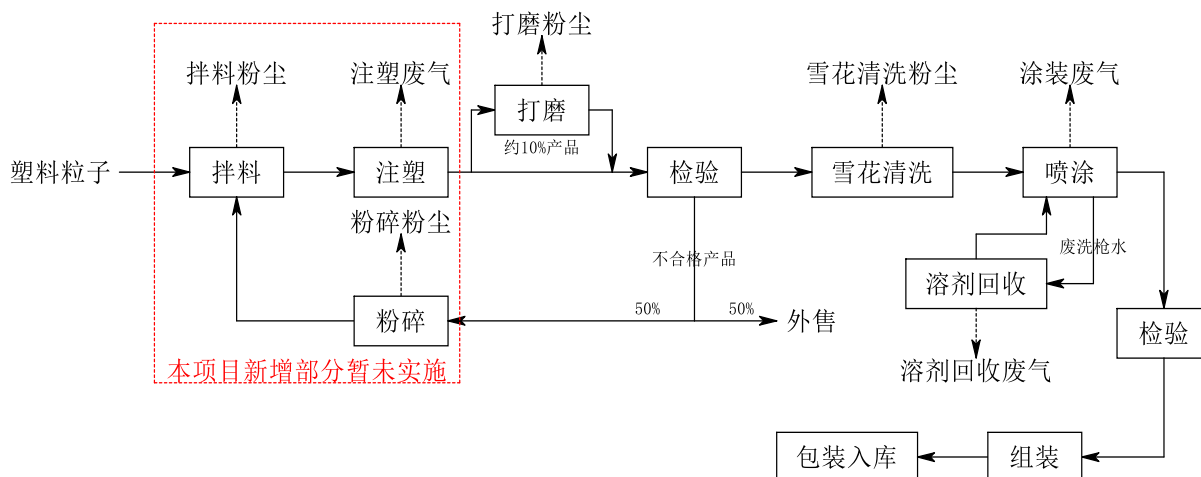 打磨粉尘
拌料粉尘
注塑废气
雪花清洗粉尘
涂装废气
打磨
约10%产品
塑料粒子
拌料
注塑
检验
雪花清洗
喷涂
粉碎粉尘
不合格产品
废洗枪水
溶剂回收
粉碎
50%
50%
外售
检验
本项目新增部分暂未实施
溶剂回收废气
包装入库
组装